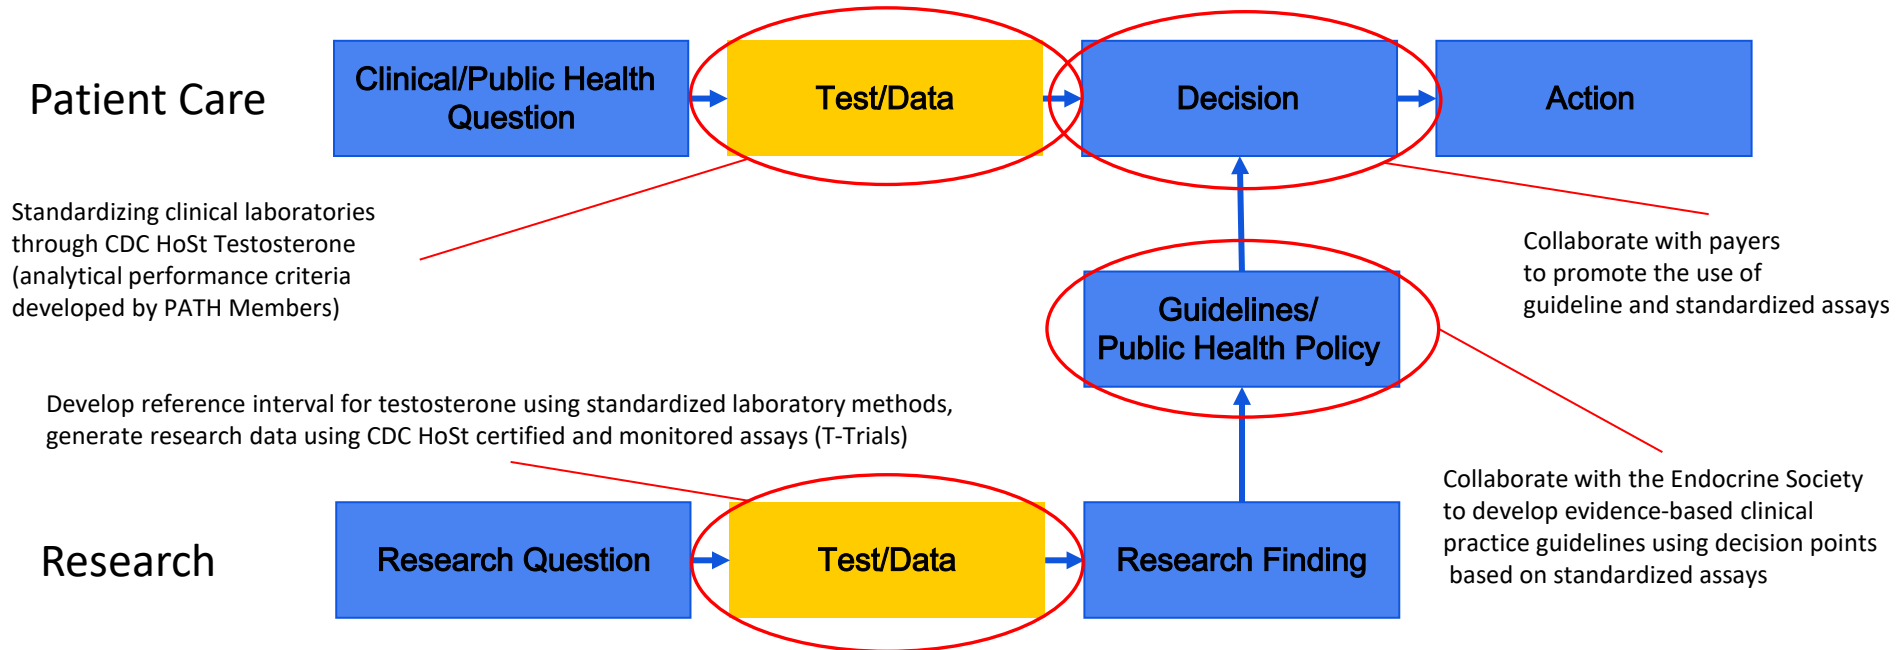 Patient Care
Clinical/Public Health
Question
Test/Data
Decision
Action
Standardizing clinical laboratories
through CDC HoSt Testosterone
(analytical performance criteria
developed by PATH Members)
Collaborate with payers
to promote the use of
guideline and standardized assays
Guidelines/
Public Health Policy
Develop reference interval for testosterone using standardized laboratory methods,
generate research data using CDC HoSt certified and monitored assays (T-Trials)
Collaborate with the Endocrine Society
to develop evidence-based clinical
practice guidelines using decision points
based on standardized assays
Research
Research Question
Test/Data
Research Finding